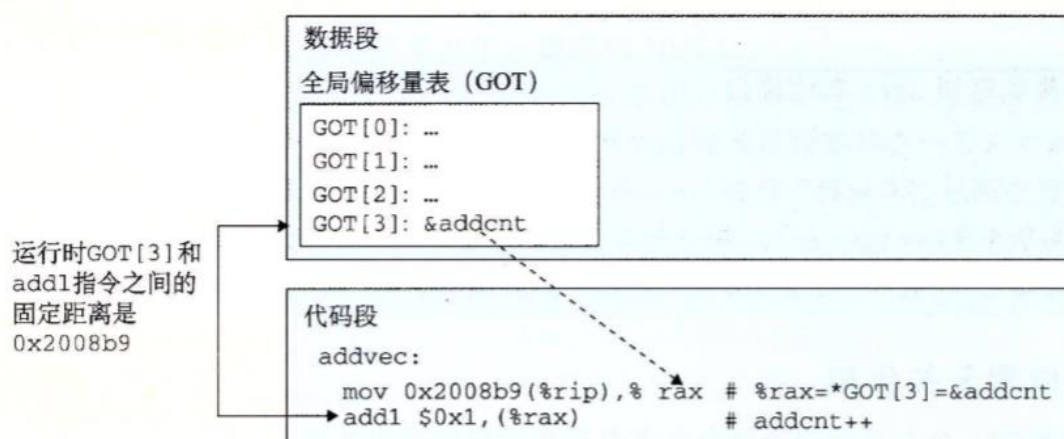 数据段
全局偏移量表（GOT）
GOT[0]: …
GOT[1]: …
GOT[2]: …
GOT[3]: &addcnt
运行时GOT[3]和
addl指令之间的
固定距离是
0x2008b9
代码段
addvec:
mov 0x2008b9(%rip),% rax # %rax=*GOT[3]=&addcnt
addl $0x1,(%rax) # addcnt++